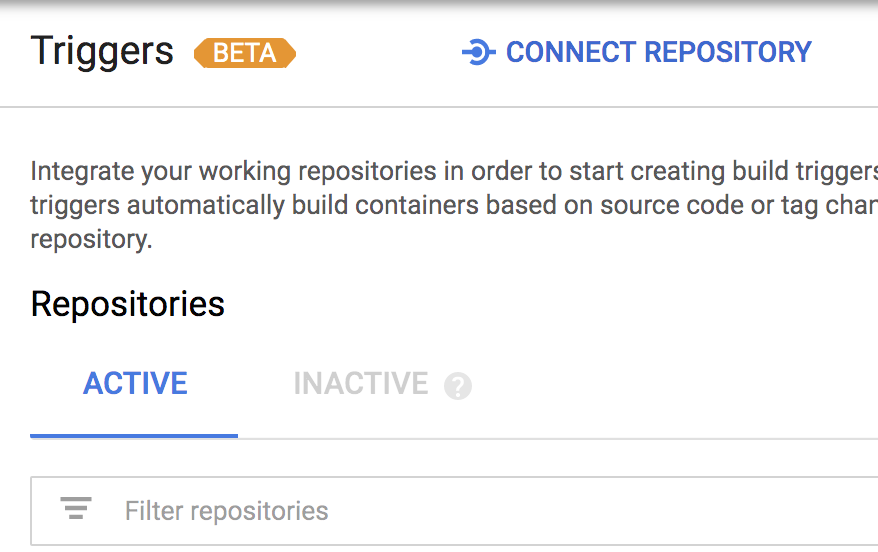 Triggers BETA CONNECT REPOSITORY
Integrate your working repositories in order to start creating build triggers
triggers automatically build containers based on source code or tag
repository.
Repositories
ACTIVE INACTIVE ?
Filter repositories